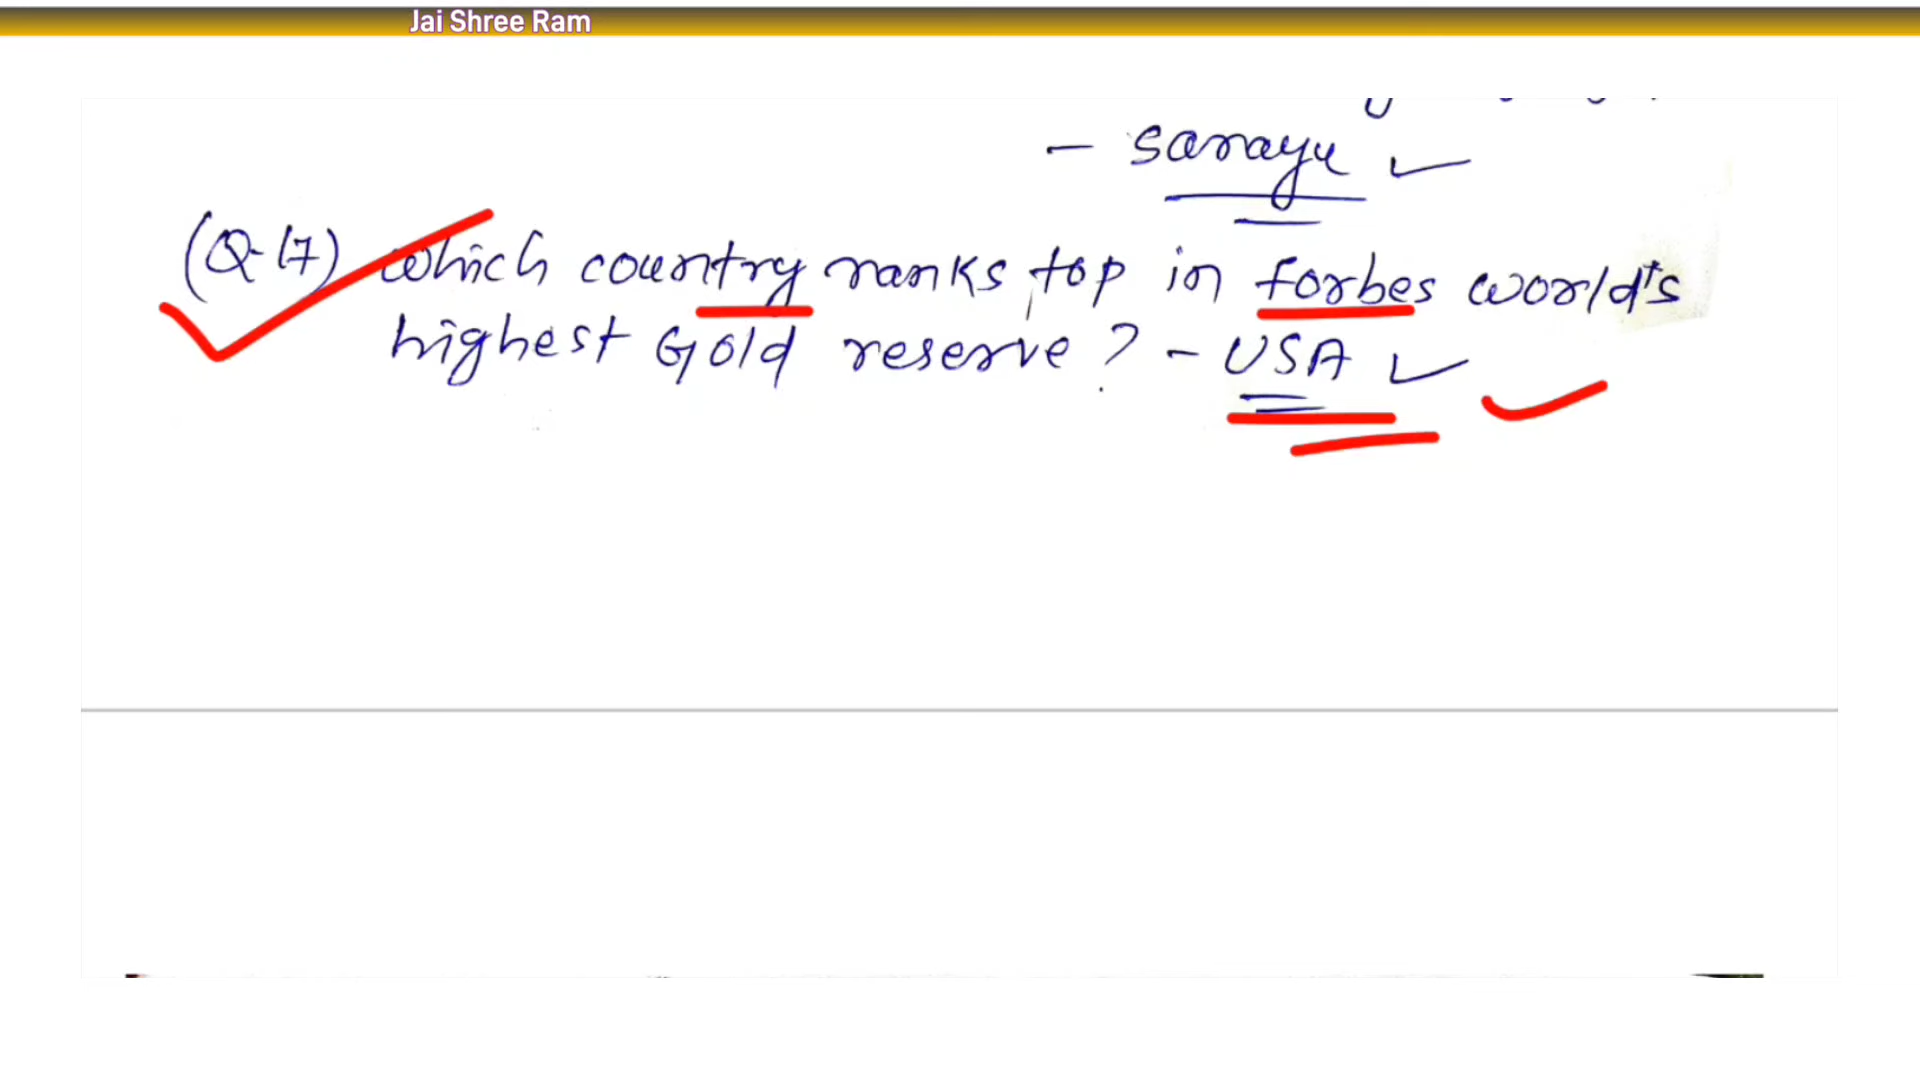 Jai Shree Ram
- Sarayu
(Q-17) which country ranks top in forbes world's
highest Gold reserve? - USA